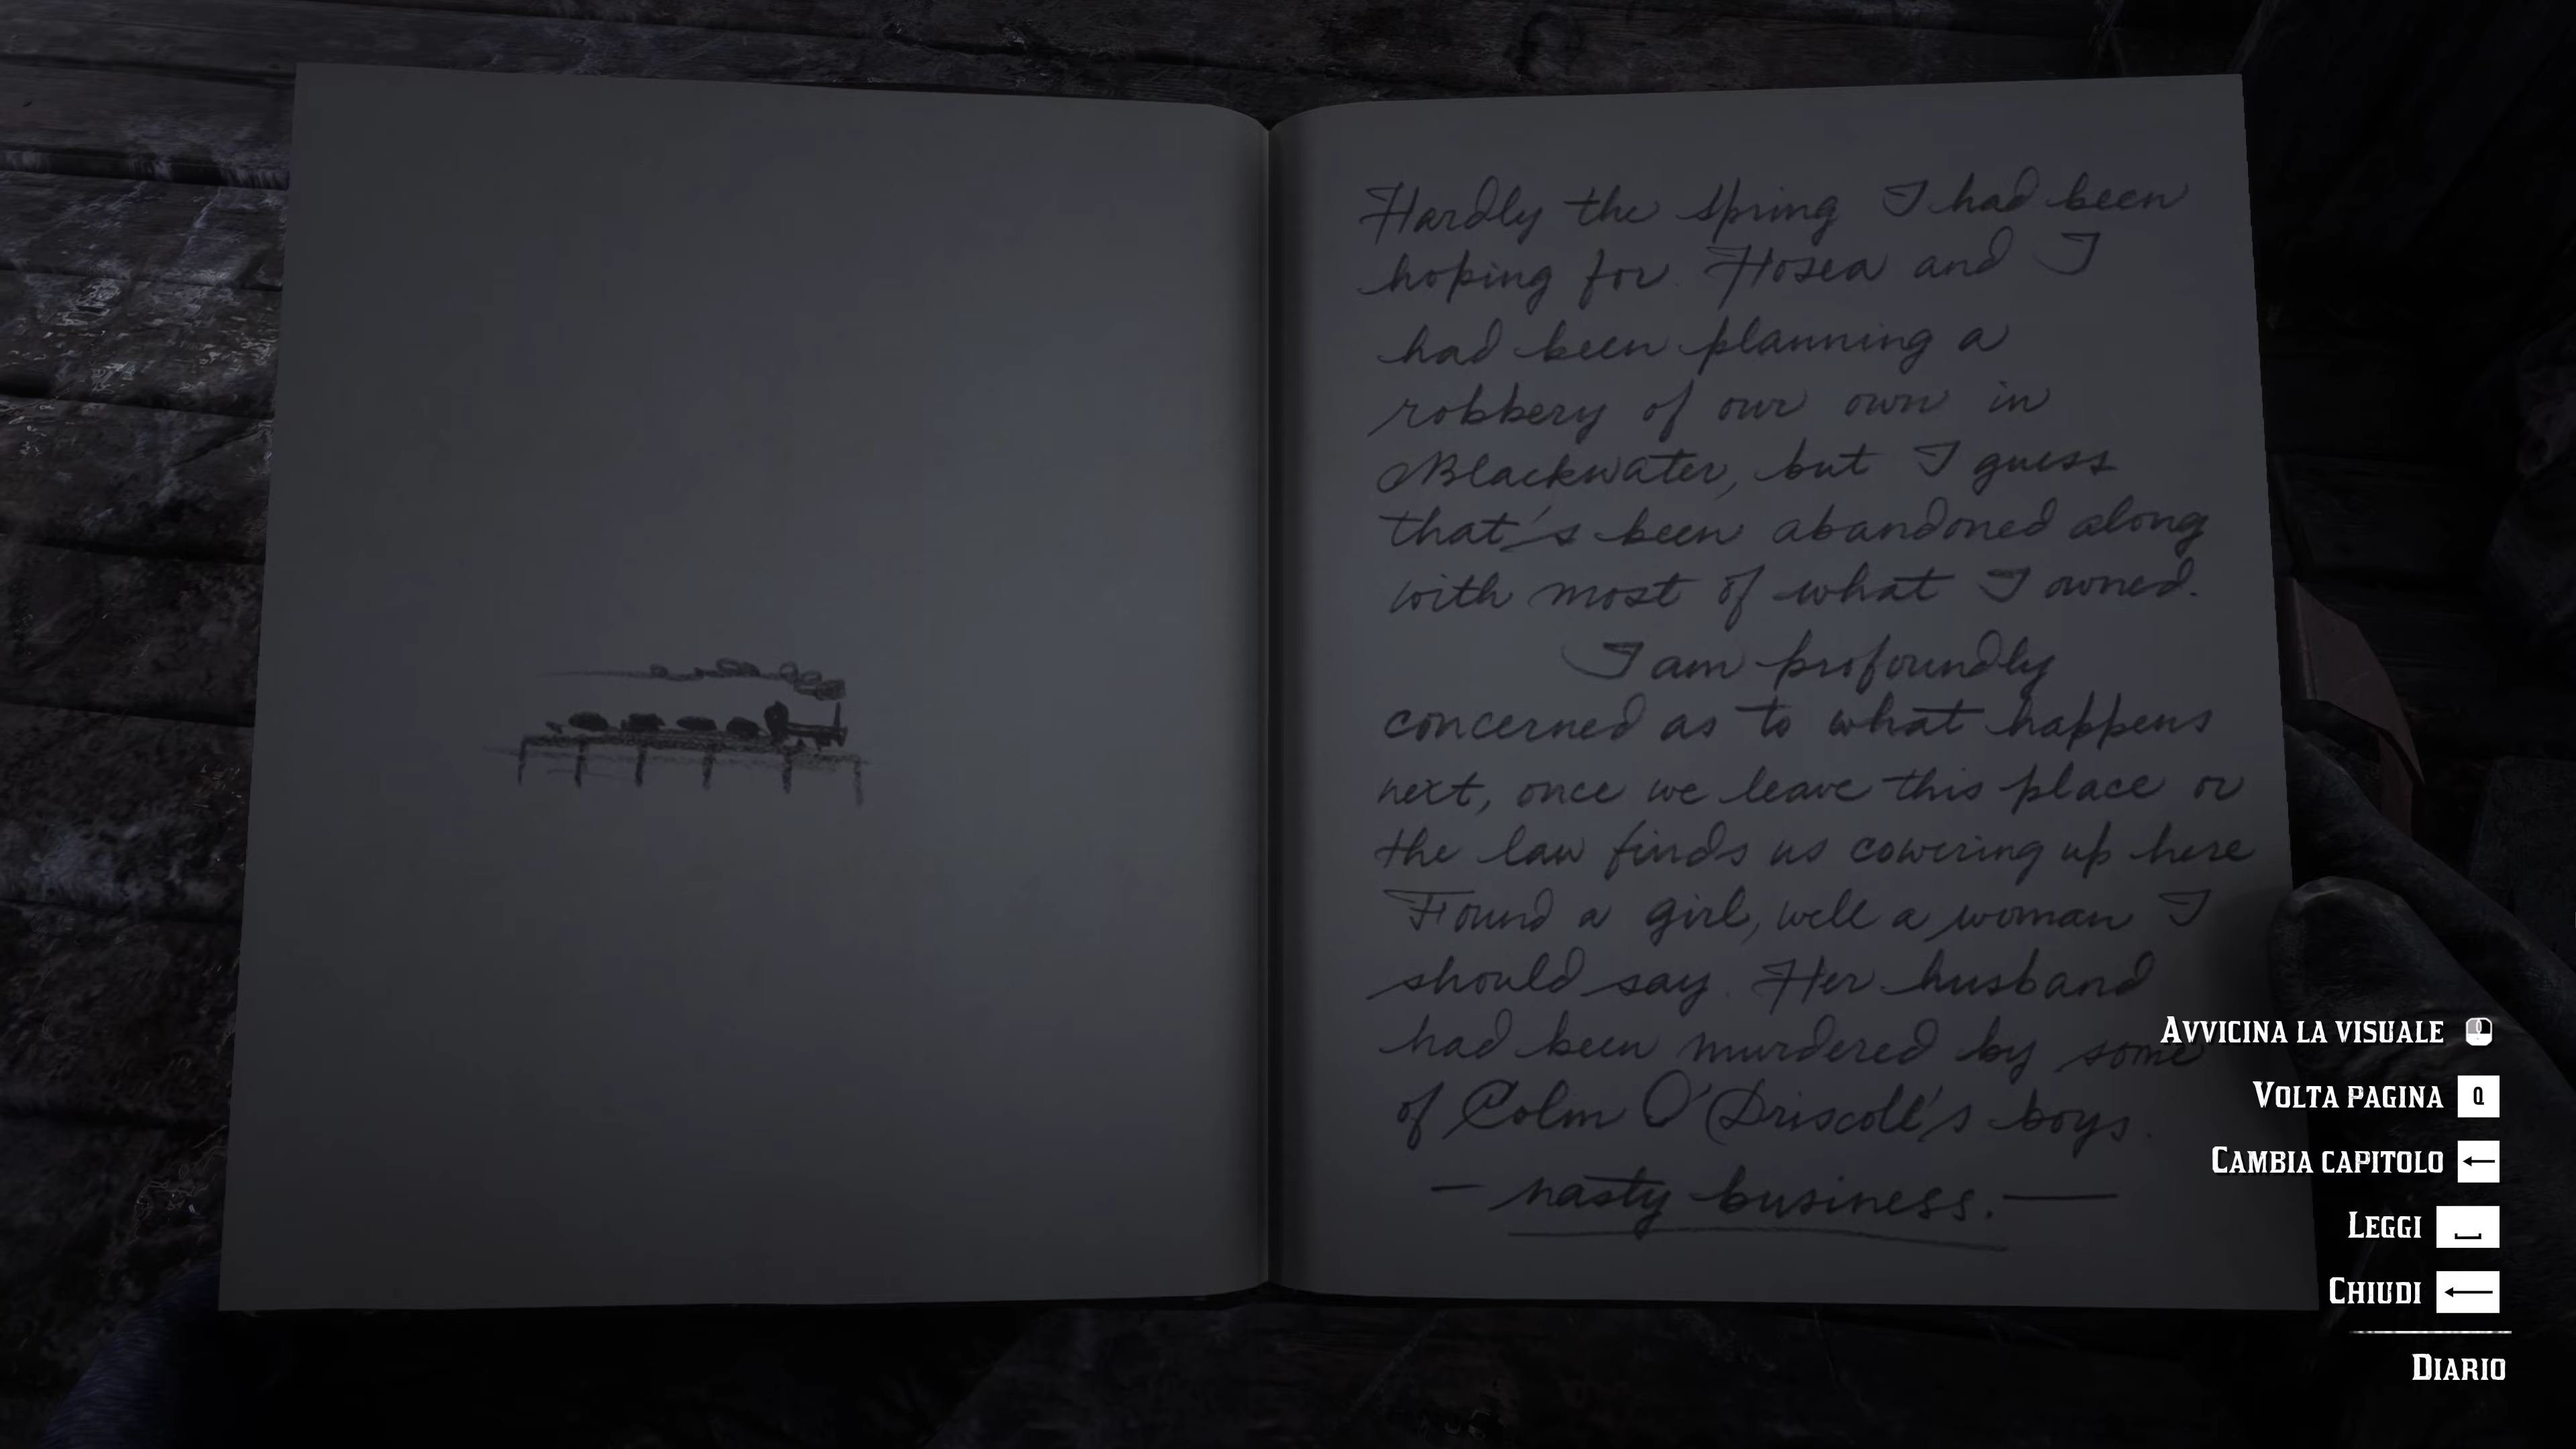 Hardly the spring I had been
hoping for. Hosea and I
had been planning a
robbery of our own in
Blackwater, but I guess
that's been abandoned along
with most of what I owned.
I am profoundly
concerned as to what happens
next, once we leave this place or
the law finds us cowering up here
Found a girl, well a woman I
should say. Her husband
had been murdered by some
of Colm O'Driscoll's boys.
— nasty business. —
AVVICINA LA VISUALE
VOLTA PAGINA Q
CAMBIA CAPITOLO ←
LEGGI
CHIUDI ←
DIARIO